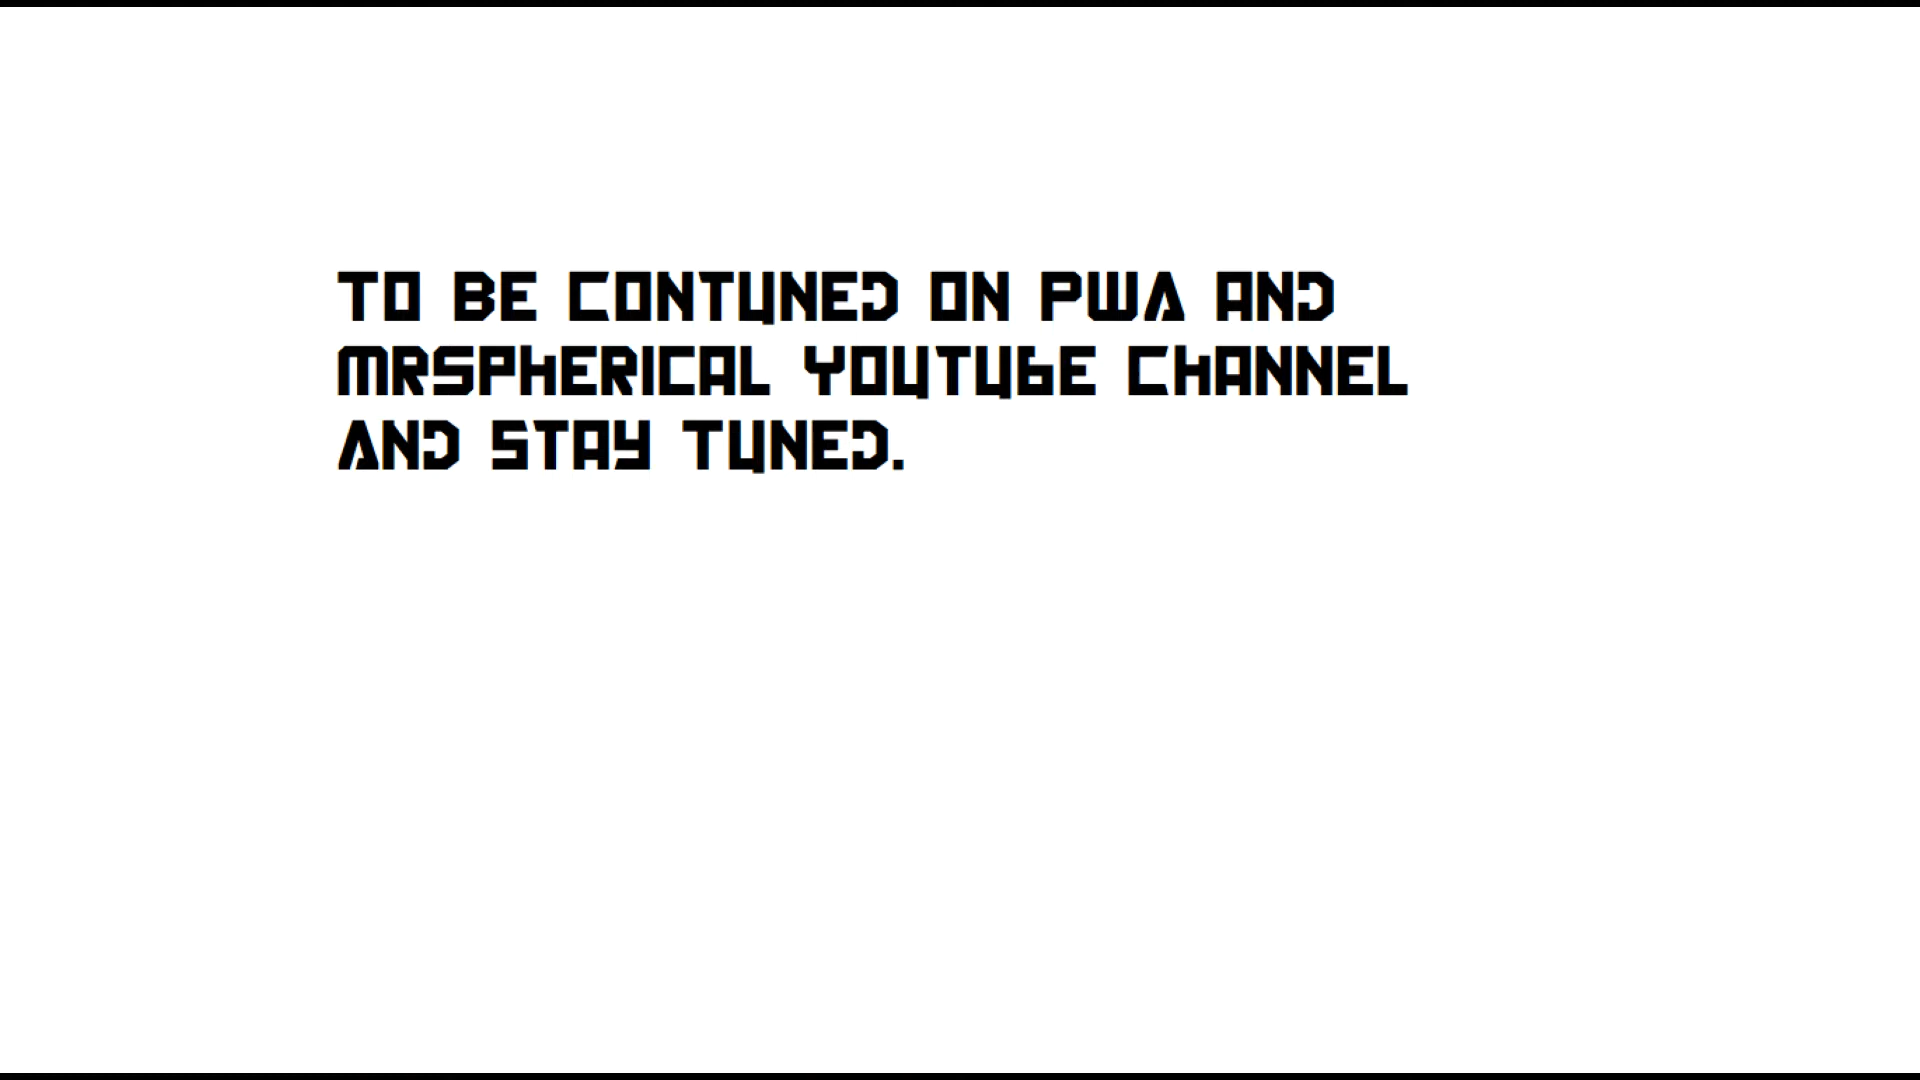 TO BE CONTUNED ON PWA AND
MRSPhERICAL YOUTUbE ChANNEL
AND STAY TUNED.